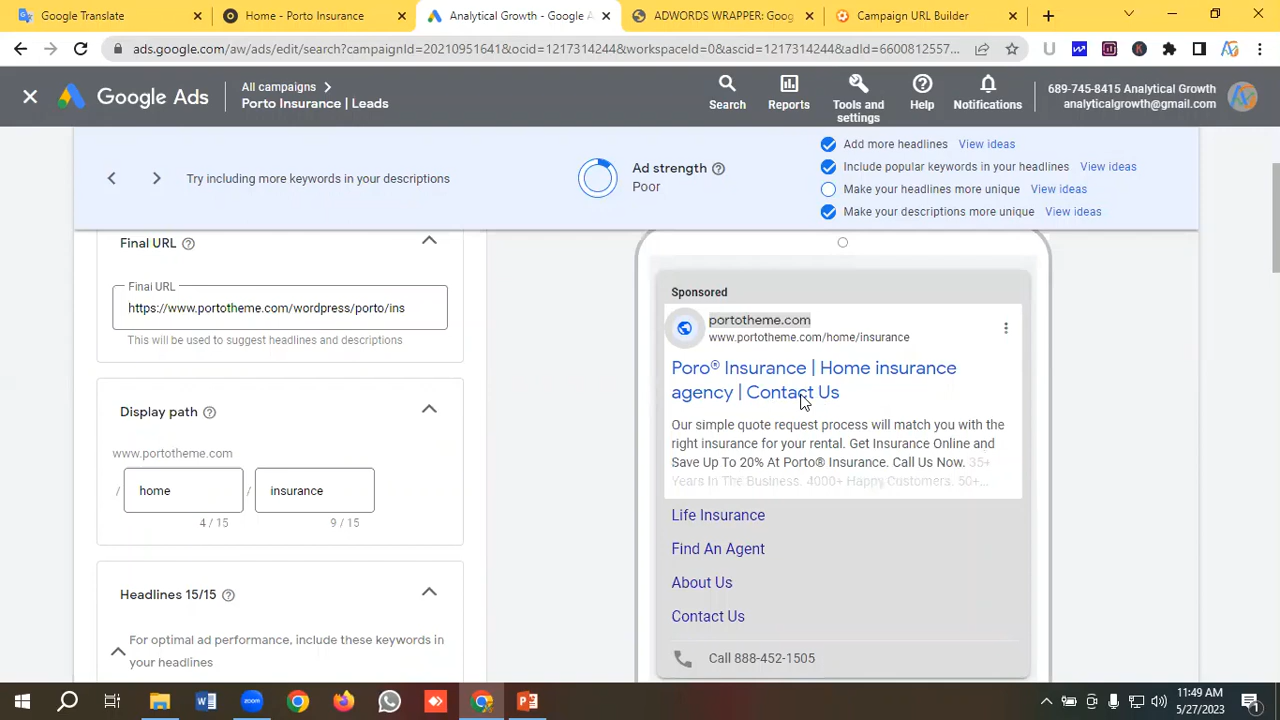 Google Translate
Home - Porto Insurance
Analytical Growth - Google A
ADWORDS WRAPPER: Goog
Campaign URL Builder
ads.google.com/aw/ads/edit/search?campaignId=20210951641&ocid=1217314244&workspaceId=0&ascid=1217314244&adId=6600812557...
Google Ads
All campaigns
Porto Insurance | Leads
Search
Reports
Tools and settings
Help
Notifications
689-745-8415 Analytical Growth
analyticalgrowth@gmail.com
Try including more keywords in your descriptions
Ad strength
Poor
Add more headlines View ideas
Include popular keywords in your headlines View ideas
Make your headlines more unique View ideas
Make your descriptions more unique View ideas
Final URL
Final URL
https://www.portotheme.com/wordpress/porto/ins
This will be used to suggest headlines and descriptions
Display path
www.portotheme.com
/ home / insurance
4 / 15 9 / 15
Headlines 15/15
For optimal ad performance, include these keywords in
your headlines
Sponsored
portotheme.com
www.portotheme.com/home/insurance
Poro® Insurance | Home insurance
agency | Contact Us
Our simple quote request process will match you with the
right insurance for your rental. Get Insurance Online and
Save Up To 20% At Porto® Insurance. Call Us Now. 35+
Years In The Business. 4000+ Happy Customers. 50+...
Life Insurance
Find An Agent
About Us
Contact Us
Call 888-452-1505
11:49 AM
5/27/2023